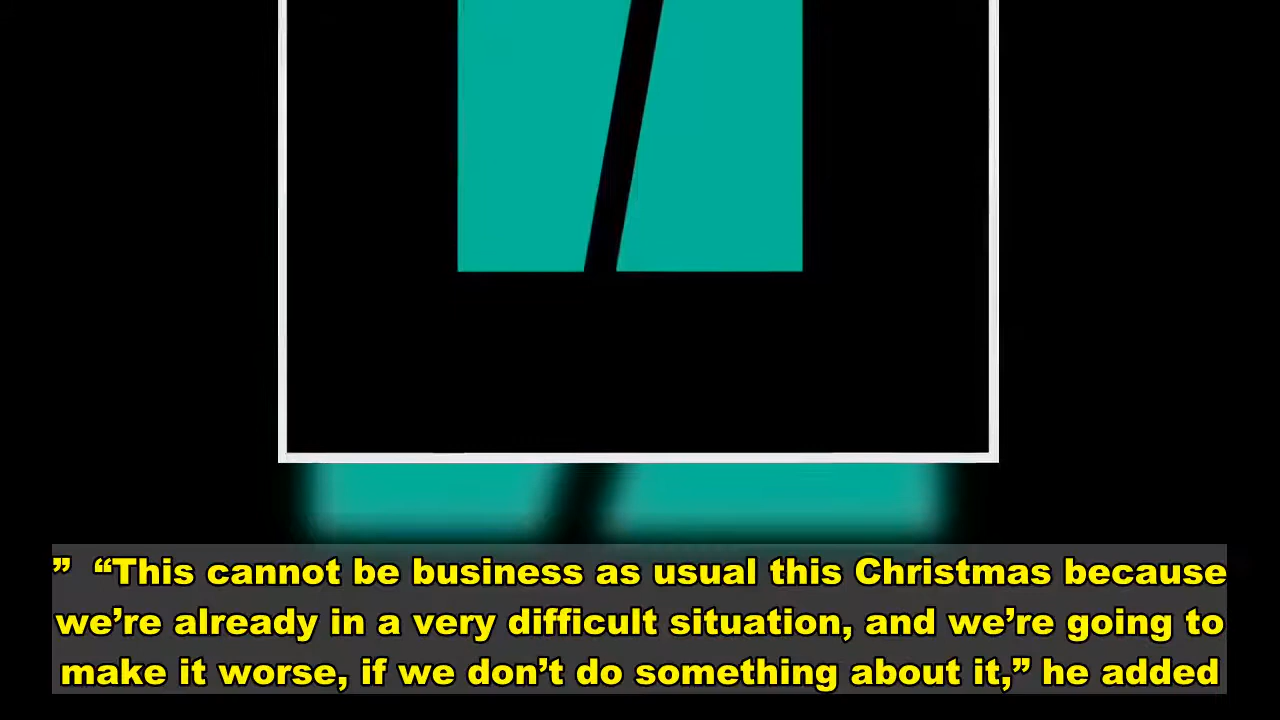 ” “This cannot be business as usual this Christmas because
we’re already in a very difficult situation, and we’re going to
make it worse, if we don’t do something about it,” he added